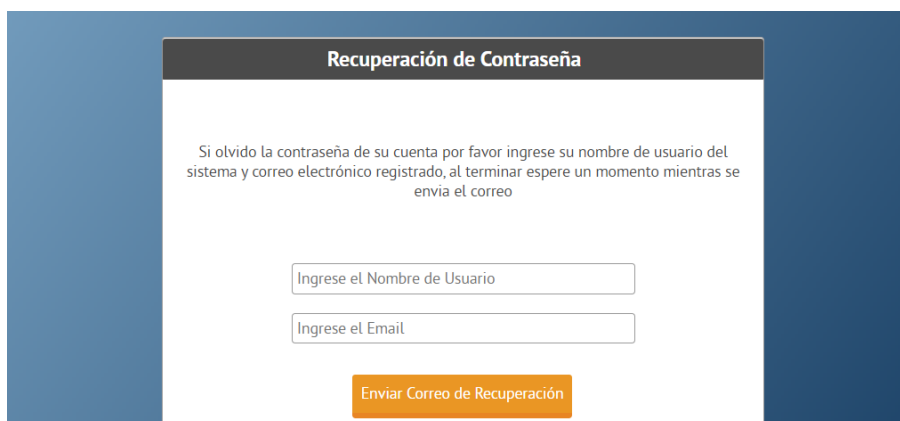 Recuperación de Contraseña
Si olvido la contraseña de su cuenta por favor ingrese su nombre de usuario del
sistema y correo electrónico registrado, al terminar espere un momento mientras se
envia el correo
Ingrese el Nombre de Usuario
Ingrese el Email
Enviar Correo de Recuperación